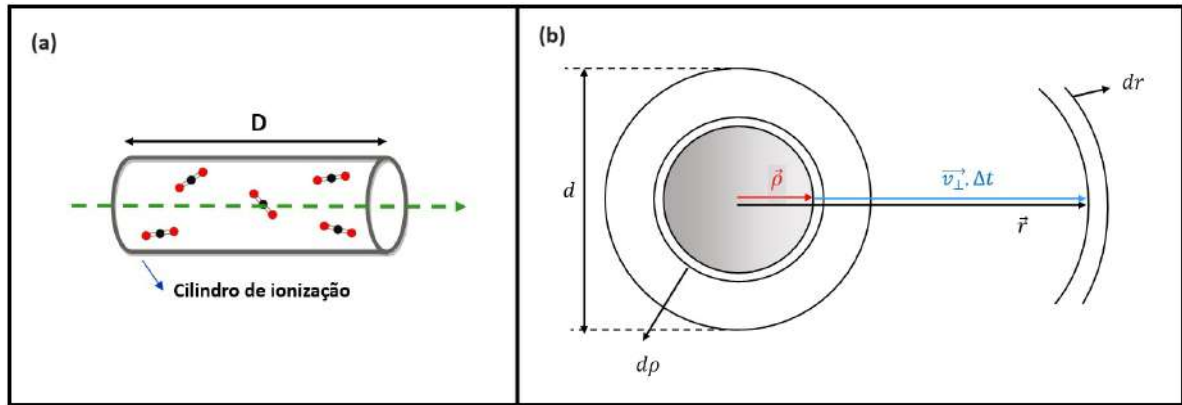 (a)
D
Cilindro de ionização
(b)
d
dρ
ρ⃗
v⊥⃗. Δt
r⃗
dr